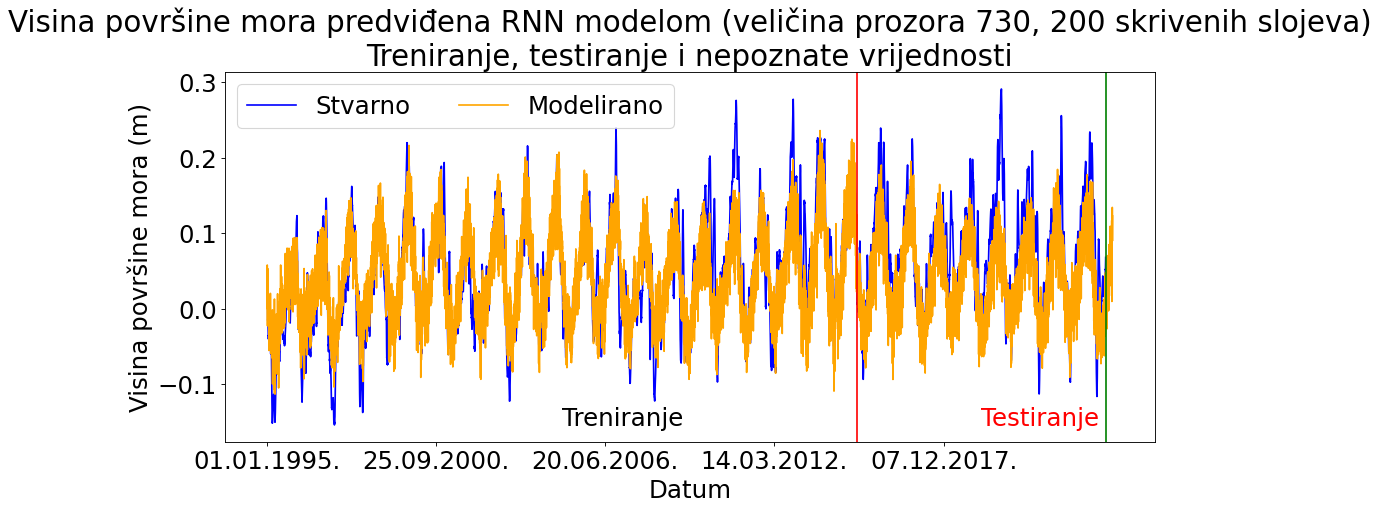 Visina površine mora predviđena RNN modelom (veličina prozora 730, 200 skrivenih slojeva)
Treniranje, testiranje i nepoznate vrijednosti
Stvarno Modelirano
Visina površine mora (m)
0.3
0.2
0.1
0.0
−0.1
Treniranje Testiranje
01.01.1995. 25.09.2000. 20.06.2006. 14.03.2012. 07.12.2017.
Datum